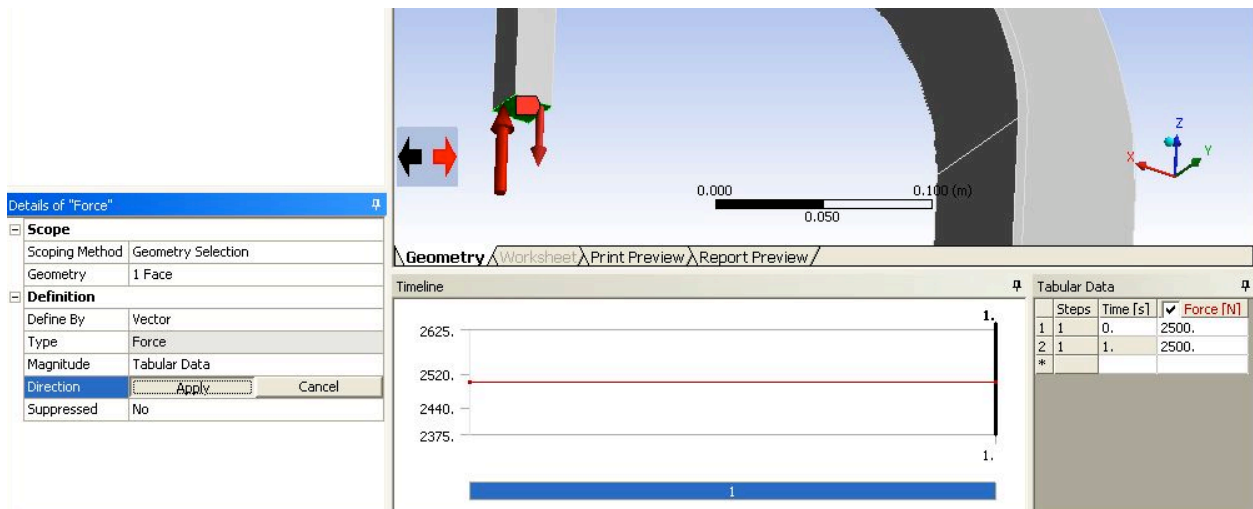 Z
X
Y
0.000 0.100 (m)
0.050
Geometry Worksheet Print Preview Report Preview
Details of "Force"
Scope
Scoping Method Geometry Selection
Geometry 1 Face
Definition
Define By Vector
Type Force
Magnitude Tabular Data
Direction Apply Cancel
Suppressed No
Timeline
1.
2625.
2520.
2440.
2375.
1.
1
Tabular Data
Steps Time [s] Force [N]
1 1 0. 2500.
2 1 1. 2500.
*